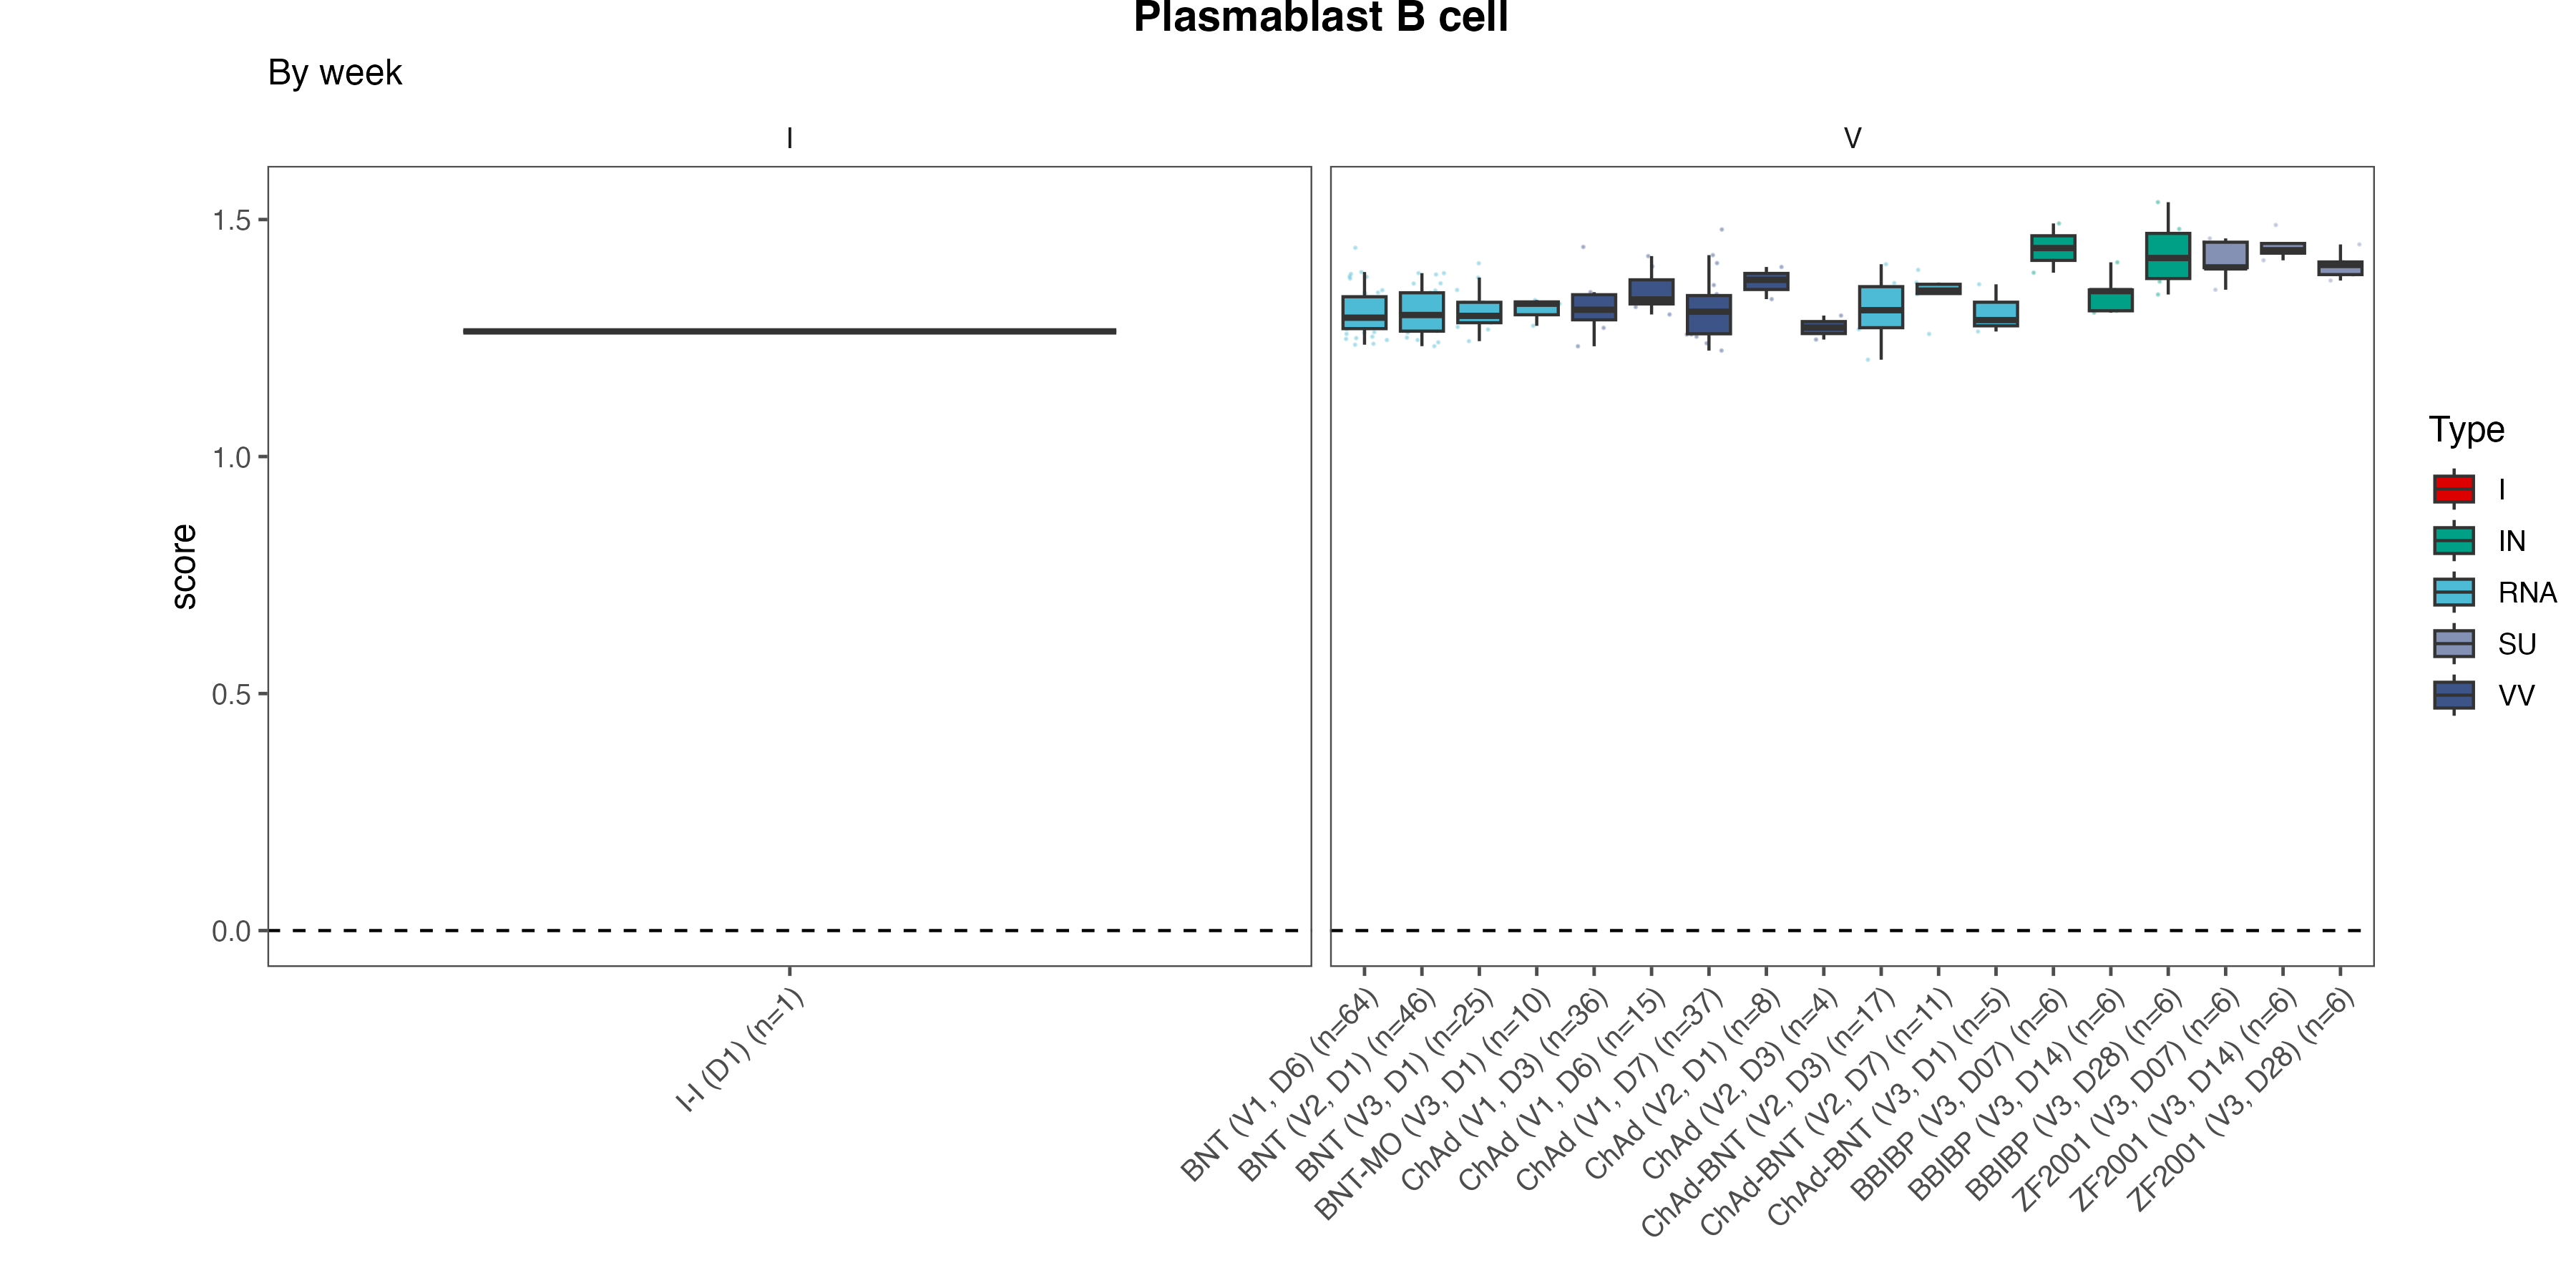 Plasmablast B cell
By week
I
V
score
1.5
1.0
0.5
0.0
I-I (D1) (n=1)
BNT (V1, D6) (n=64)
BNT (V2, D1) (n=46)
BNT (V3, D1) (n=25)
BNT-MO (V3, D1) (n=10)
ChAd (V1, D3) (n=36)
ChAd (V1, D6) (n=15)
ChAd (V1, D7) (n=37)
ChAd (V2, D1) (n=8)
ChAd (V2, D3) (n=4)
ChAd-BNT (V2, D3) (n=17)
ChAd-BNT (V2, D7) (n=11)
ChAd-BNT (V3, D1) (n=5)
BBIBP (V3, D07) (n=6)
BBIBP (V3, D14) (n=6)
BBIBP (V3, D28) (n=6)
ZF2001 (V3, D07) (n=6)
ZF2001 (V3, D14) (n=6)
ZF2001 (V3, D28) (n=6)
Type
I
IN
RNA
SU
VV